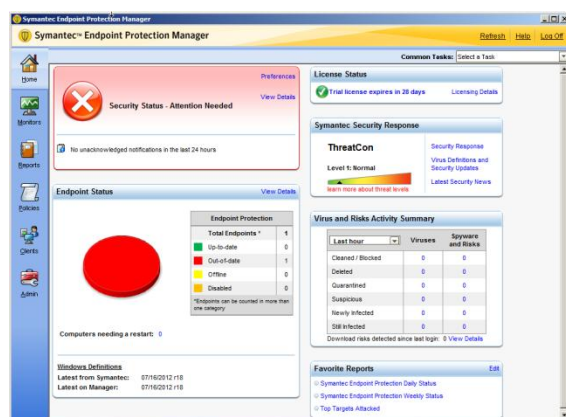 Symantec Endpoint Protection Manager
Symantec™ Endpoint Protection Manager
Refresh Help Log Off
Common Tasks: Select a Task
Home
Monitors
Reports
Policies
Clients
Admin
Preferences
Security Status - Attention Needed
View Details
No unacknowledged notifications in the last 24 hours
Endpoint Status
View Details
Endpoint Protection
Total Endpoints * 1
Up-to-date 0
Out-of-date 1
Offline 0
Disabled 0
*Endpoints can be counted in more than
one category
Computers needing a restart: 0
Windows Definitions
Latest from Symantec: 07/16/2012 r18
Latest on Manager: 07/16/2012 r18
License Status
Trial license expires in 28 days
Licensing Details
Symantec Security Response
ThreatCon
Level 1: Normal
learn more about threat levels
Security Response
Virus Definitions and
Security Updates
Latest Security News
Virus and Risks Activity Summary
Last hour Viruses Spyware
and Risks
Cleaned / Blocked 0 0
Deleted 0 0
Quarantined 0 0
Suspicious 0 0
Newly Infected 0 0
Still Infected 0 0
Download risks detected since last login: 0 View Details
Favorite Reports
Edit
Symantec Endpoint Protection Daily Status
Symantec Endpoint Protection Weekly Status
Top Targets Attacked